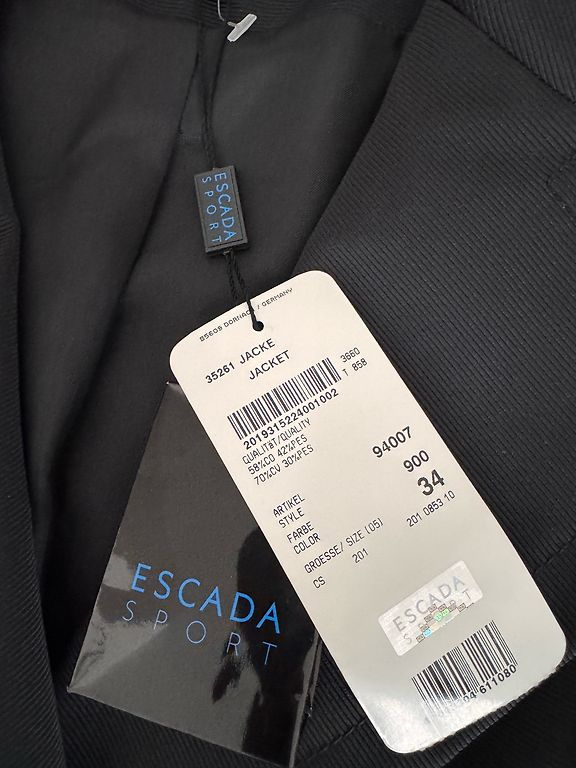 ESCADA
SPORT
85609 DORNACH / GERMANY
35261 JACKE
JACKET
3660
T 858
2019315224001002
QUALITÄT/QUALITY
58%CO 42%PES
70%CV 30%PES
ARTIKEL
STYLE
94007
FARBE
COLOR
900
GROESSE/ SIZE (05)
34
CS
201
201 0853 10
ESCADA
SPORT
ESCADA
SPORT
04"611080